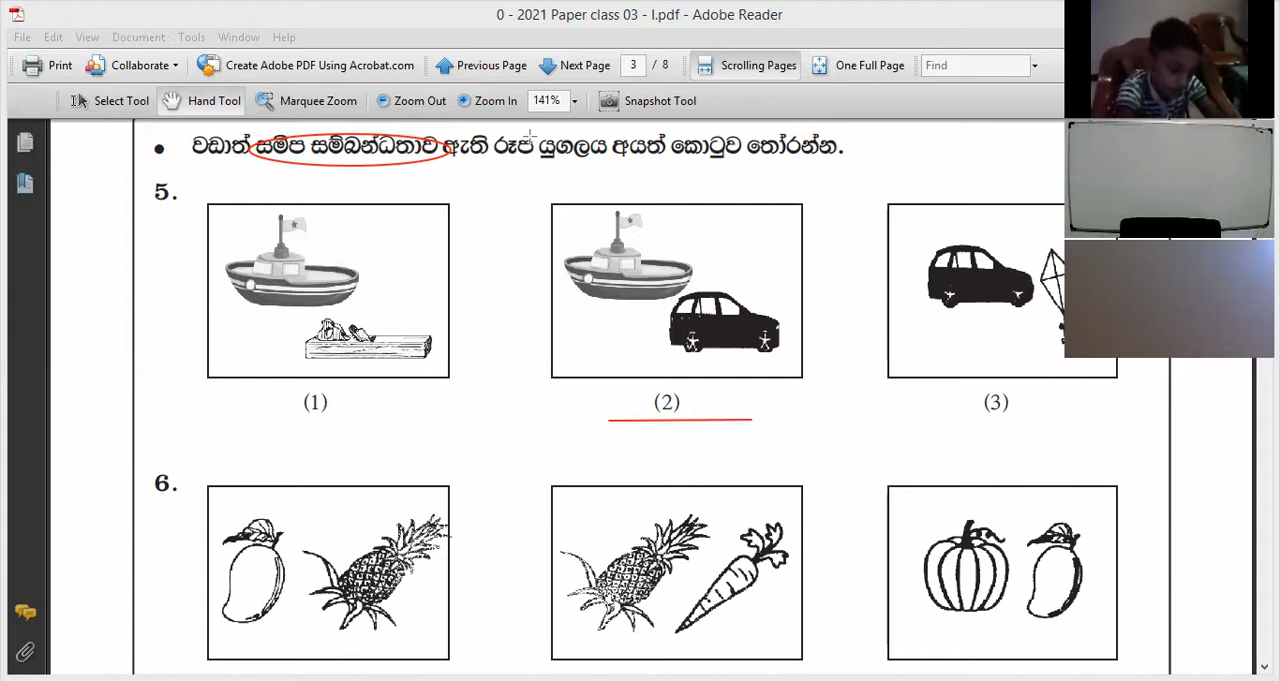 0 - 2021 Paper class 03 - I.pdf - Adobe Reader
File Edit View Document Tools Window Help
Print Collaborate Create Adobe PDF Using Acrobat.com Previous Page Next Page 3 / 8 Scrolling Pages One Full Page Find
Select Tool Hand Tool Marquee Zoom Zoom Out Zoom In 141% Snapshot Tool
• වඩාත් සමීප සම්බන්ධතාව ඇති රූප යුගලය අයත් කොටුව තෝරන්න.
5.
(1) (2) (3)
6.